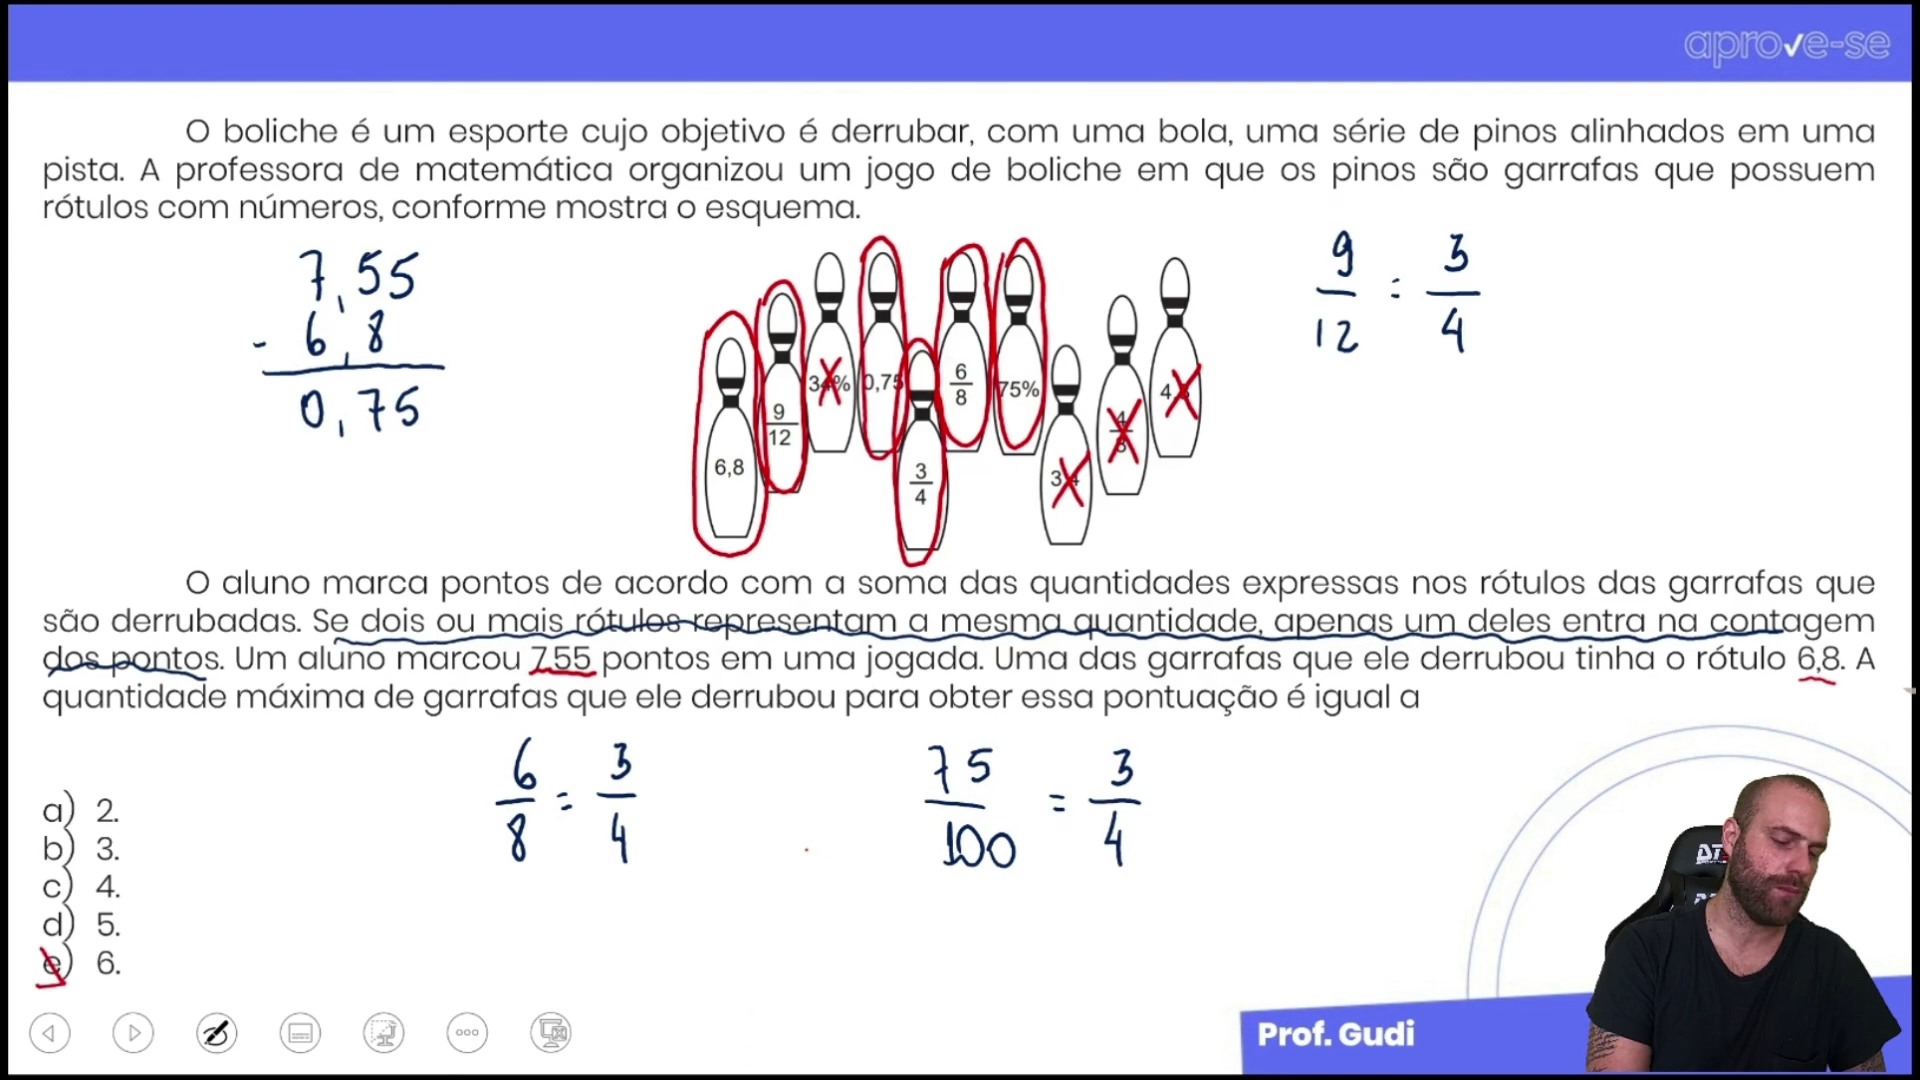 aprove-se
O boliche é um esporte cujo objetivo é derrubar, com uma bola, uma série de pinos alinhados em uma
pista. A professora de matemática organizou um jogo de boliche em que os pinos são garrafas que possuem
rótulos com números, conforme mostra o esquema.
7,55
- 6,8
0,75
6,8
9
12
34%
0,75
3
4
6
8
75%
9
12
=
3
4
O aluno marca pontos de acordo com a soma das quantidades expressas nos rótulos das garrafas que
são derrubadas. Se dois ou mais rótulos representam a mesma quantidade, apenas um deles entra na contagem
dos pontos. Um aluno marcou 7,55 pontos em uma jogada. Uma das garrafas que ele derrubou tinha o rótulo 6,8. A
quantidade máxima de garrafas que ele derrubou para obter essa pontuação é igual a
6
8
=
3
4
75
100
=
3
4
a) 2.
b) 3.
c) 4.
d) 5.
e) 6.
Prof. Gudi